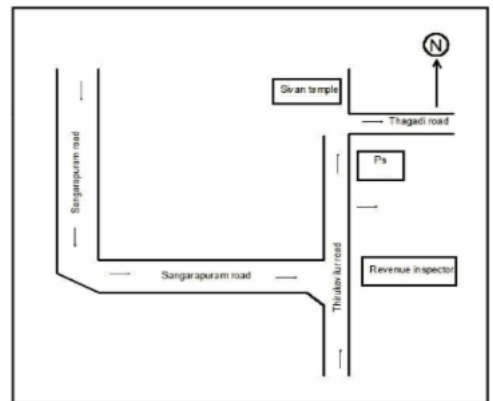 N
Sivan temple
Thagadi road
Ps
Sangarapuram road
Revenue inspector
Sangarapuram road
Thirukovilur road